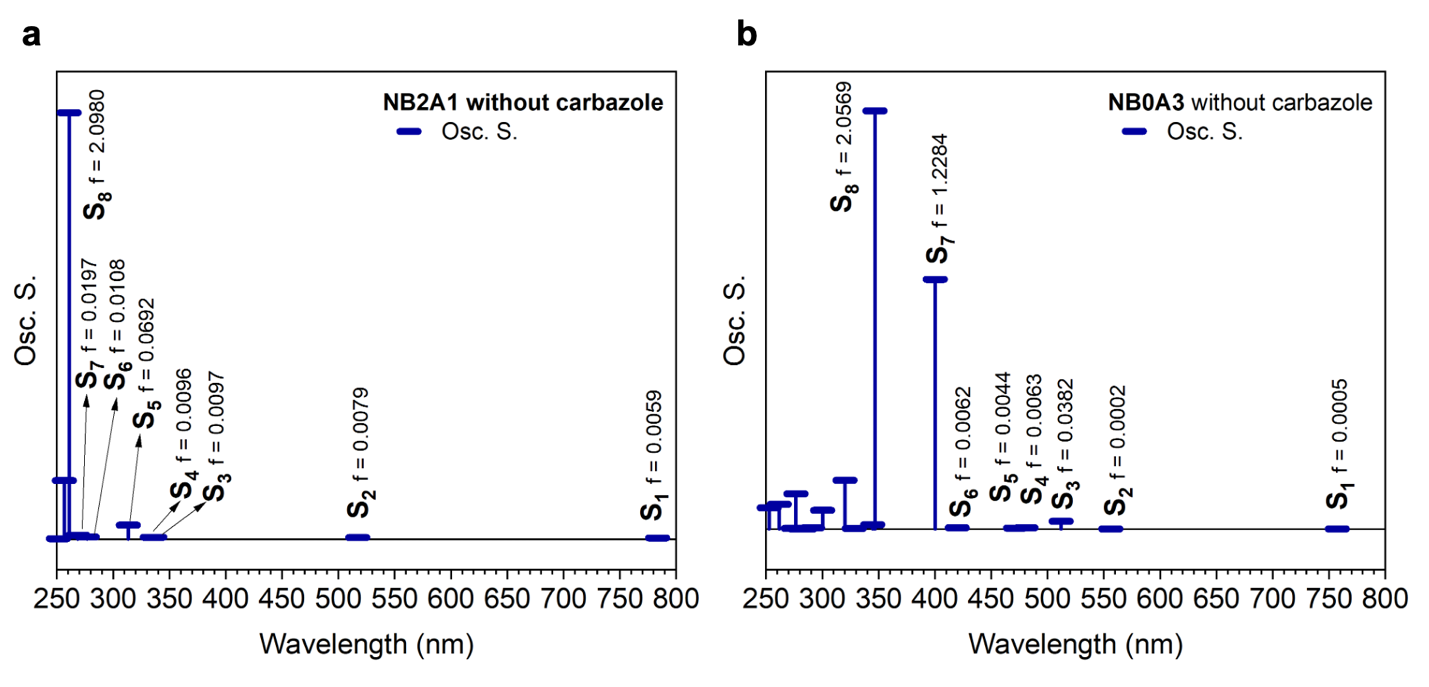 a
NB2A1 without carbazole
Osc. S.
S8 f = 2.0980
S7 f = 0.0197
S6 f = 0.0108
S5 f = 0.0692
S4 f = 0.0096
S3 f = 0.0097
S2 f = 0.0079
S1 f = 0.0059
Osc. S.
250 300 350 400 450 500 550 600 650 700 750 800
Wavelength (nm)
b
NB0A3 without carbazole
Osc. S.
S8 f = 2.0569
S7 f = 1.2284
S6 f = 0.0062
S5 f = 0.0044
S4 f = 0.0063
S3 f = 0.0382
S2 f = 0.0002
S1 f = 0.0005
Osc. S.
250 300 350 400 450 500 550 600 650 700 750 800
Wavelength (nm)